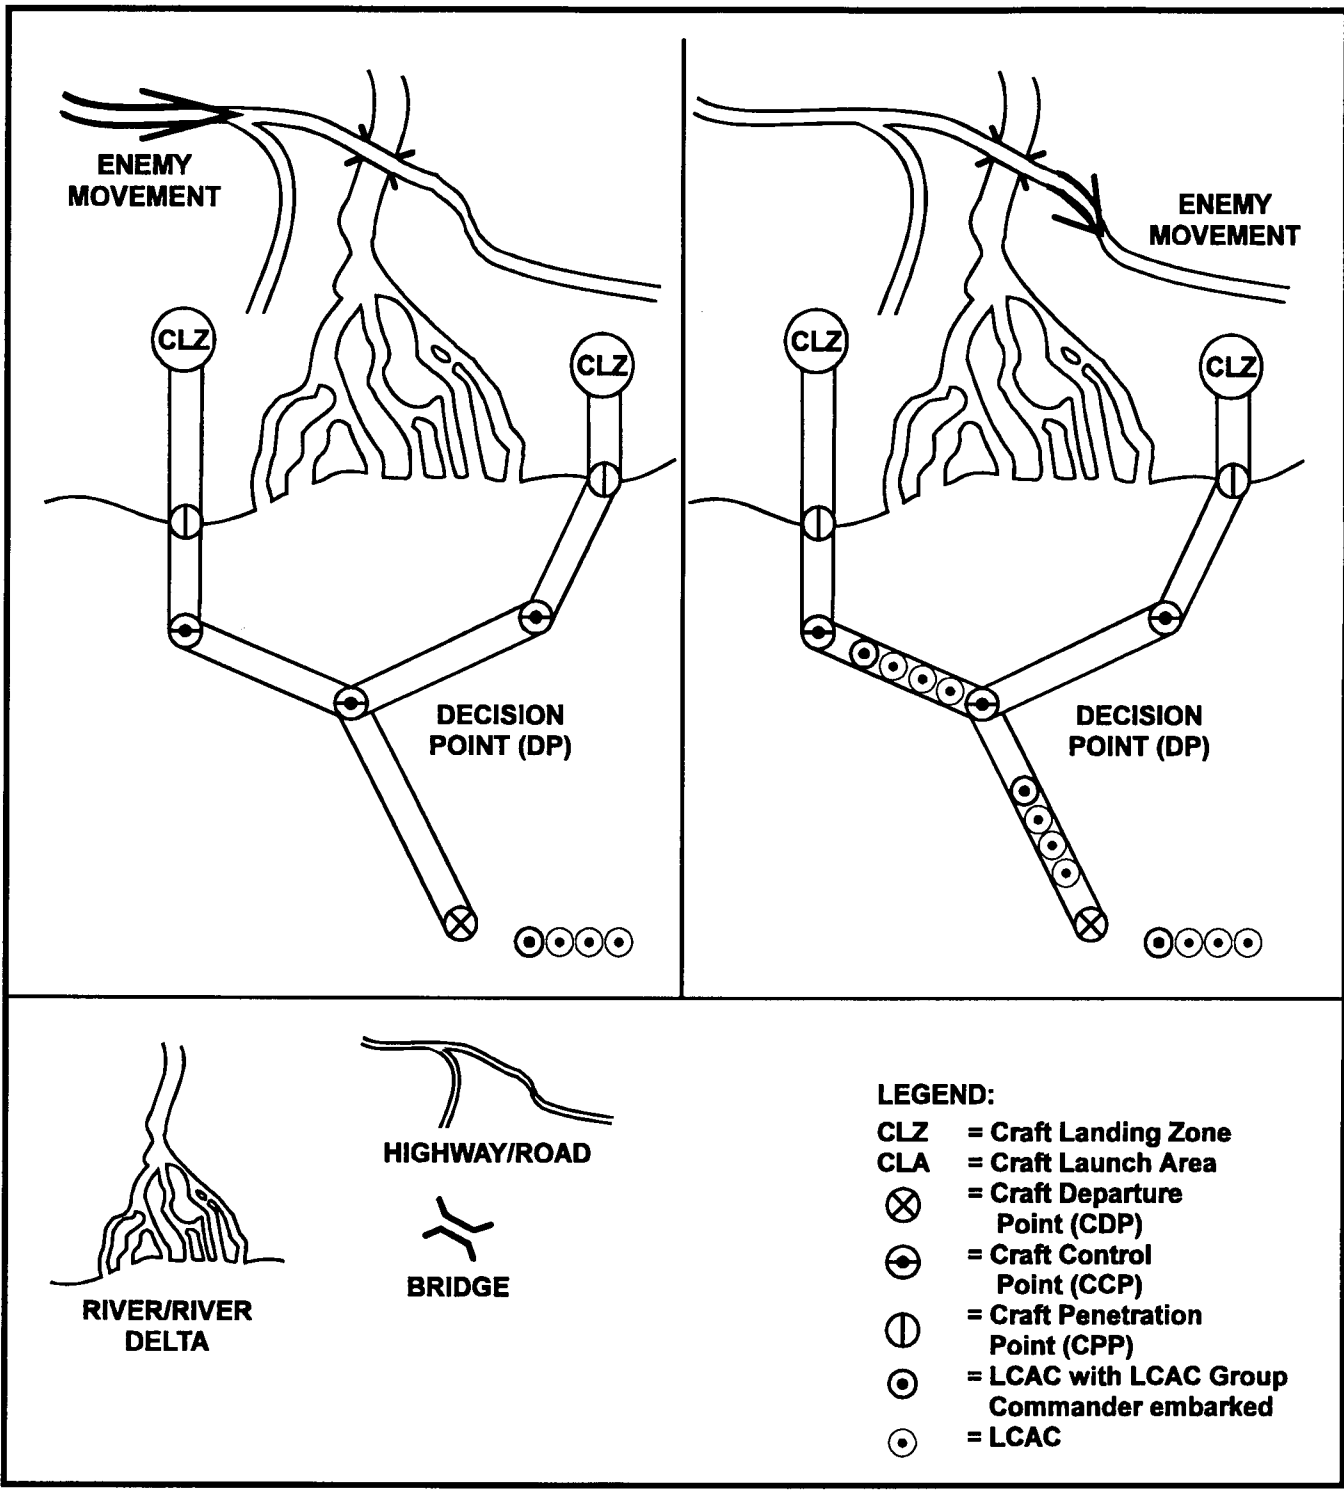 ENEMY
MOVEMENT
CLZ
CLZ
DECISION
POINT (DP)
ENEMY
MOVEMENT
CLZ
CLZ
DECISION
POINT (DP)
RIVER/RIVER
DELTA
HIGHWAY/ROAD
BRIDGE
LEGEND:
CLZ = Craft Landing Zone
CLA = Craft Launch Area
= Craft Departure
Point (CDP)
= Craft Control
Point (CCP)
= Craft Penetration
Point (CPP)
= LCAC with LCAC Group
Commander embarked
= LCAC